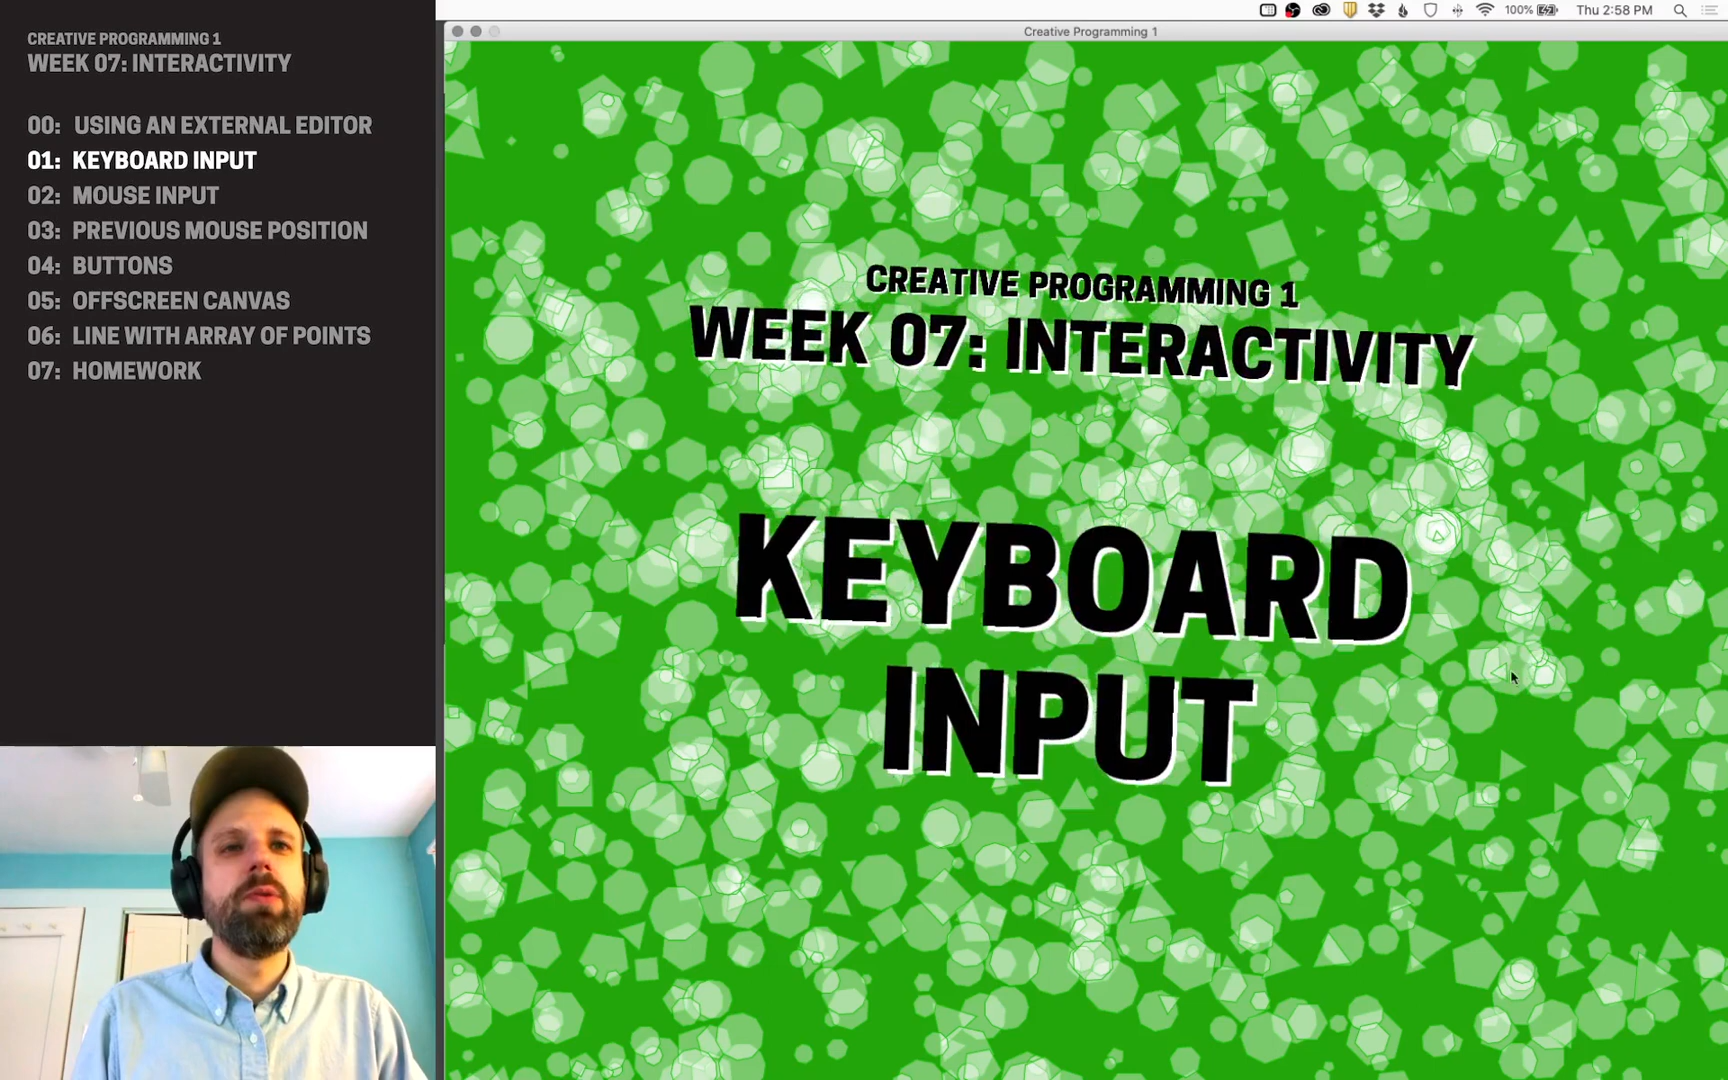 CREATIVE PROGRAMMING 1
WEEK 07: INTERACTIVITY
00: USING AN EXTERNAL EDITOR
01: KEYBOARD INPUT
02: MOUSE INPUT
03: PREVIOUS MOUSE POSITION
04: BUTTONS
05: OFFSCREEN CANVAS
06: LINE WITH ARRAY OF POINTS
07: HOMEWORK
100%
Thu 2:58 PM
Creative Programming 1
CREATIVE PROGRAMMING 1
WEEK 07: INTERACTIVITY
KEYBOARD
INPUT